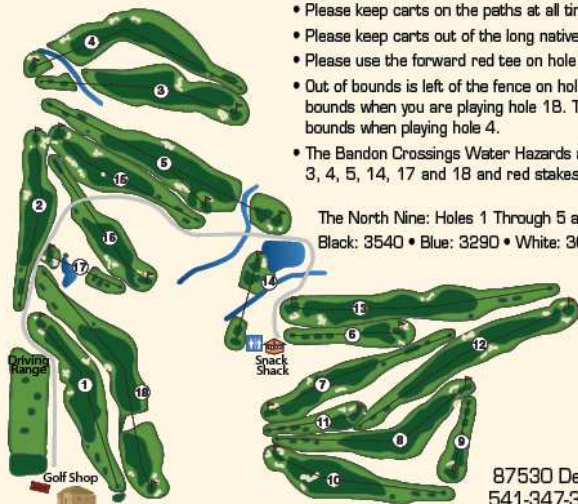 • Please keep carts on the paths at all
• Please keep carts out of the long native
• Please use the forward red tee on hole
• Out of bounds is left of the fence on
bounds when you are playing hole 18.
bounds when playing hole 4.
• The Bandon Crossings Water Hazards
3, 4, 5, 14, 17 and 18 and red stakes
The North Nine: Holes 1 Through 5
Black: 3540 • Blue: 3290 • White:
4
3
5
15
2
16
17
14
13
6
12
Snack
Shack
Driving
Range
1
18
7
11
8
9
10
Golf Shop
87530
541-347-